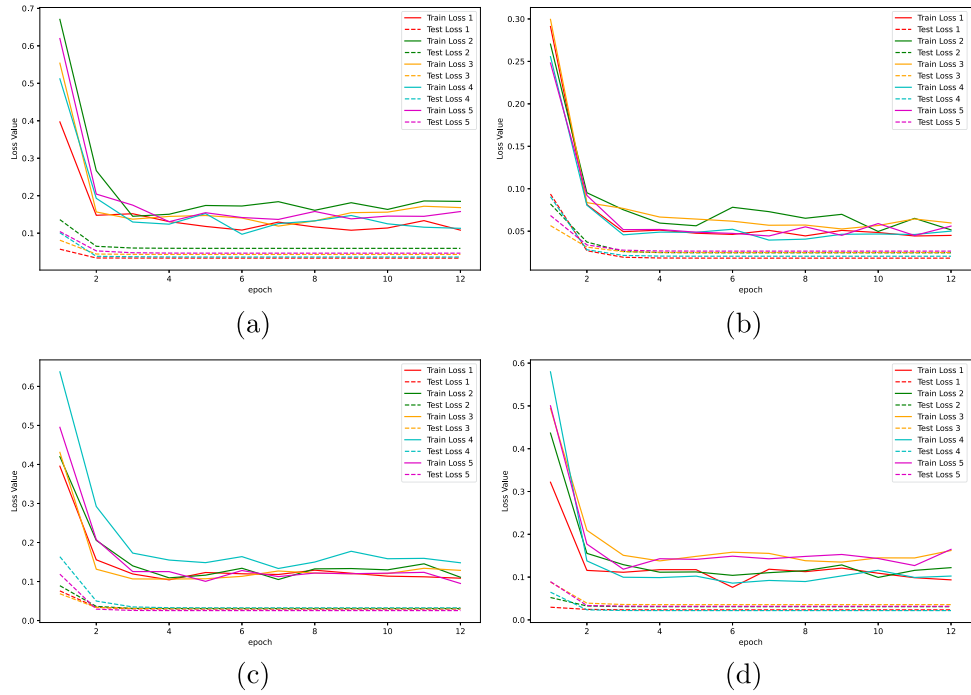 0.7
0.6
0.5
0.4
0.3
0.2
0.1
Loss Value
2
4
6
8
10
12
epoch
Train Loss 1
Test Loss 1
Train Loss 2
Test Loss 2
Train Loss 3
Test Loss 3
Train Loss 4
Test Loss 4
Train Loss 5
Test Loss 5
(a)
0.30
0.25
0.20
0.15
0.10
0.05
Loss Value
2
4
6
8
10
12
epoch
Train Loss 1
Test Loss 1
Train Loss 2
Test Loss 2
Train Loss 3
Test Loss 3
Train Loss 4
Test Loss 4
Train Loss 5
Test Loss 5
(b)
0.6
0.5
0.4
0.3
0.2
0.1
0.0
Loss Value
2
4
6
8
10
12
epoch
Train Loss 1
Test Loss 1
Train Loss 2
Test Loss 2
Train Loss 3
Test Loss 3
Train Loss 4
Test Loss 4
Train Loss 5
Test Loss 5
(c)
0.6
0.5
0.4
0.3
0.2
0.1
0.0
Loss Value
2
4
6
8
10
12
epoch
Train Loss 1
Test Loss 1
Train Loss 2
Test Loss 2
Train Loss 3
Test Loss 3
Train Loss 4
Test Loss 4
Train Loss 5
Test Loss 5
(d)